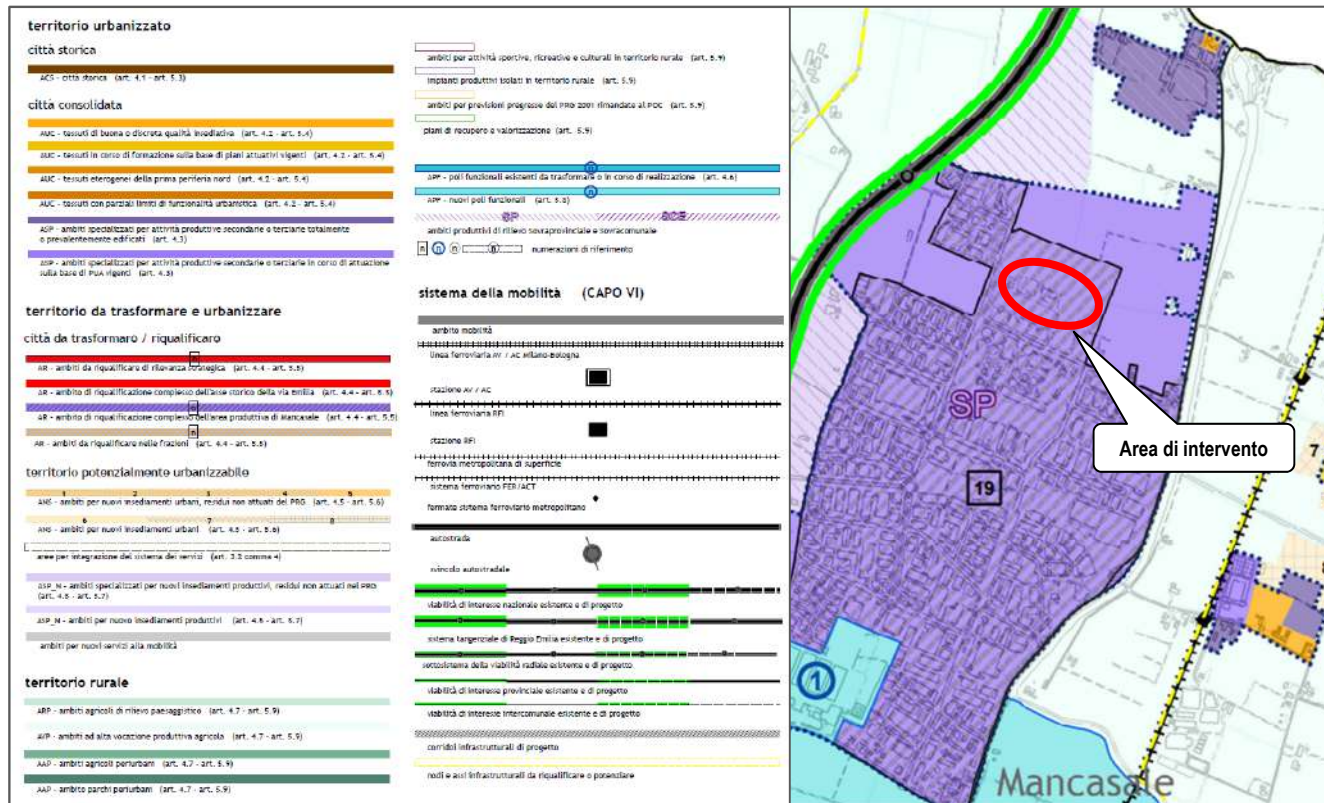 territorio urbanizzato
città storica
ACS - città storica (art. 4.1 - art. 5.3)
città consolidata
AUC - tessuti di buona o discreta qualità insediativa (art. 4.2 - art. 5.4)
AUC - tessuti in corso di formazione sulla base di piani attuativi vigenti (art. 4.2 - art. 5.4)
AUC - tessuti eterogenei della prima periferia nord (art. 4.2 - art. 5.4)
AUC - tessuti con parziali limiti di funzionalità urbanistica (art. 4.2 - art. 5.4)
ASP - ambiti specializzati per attività produttive secondarie o terziarie totalmente
o prevalentemente edificati (art. 4.3)
ASP - ambiti specializzati per attività produttive secondarie o terziarie in corso di attuazione
sulla base di PUA vigenti (art. 4.3)
territorio da trasformare e urbanizzare
città da trasformare / riqualificare
n
AR - ambiti da riqualificare di rilevanza strategica (art. 4.4 - art. 5.5)
AR - ambito di riqualificazione complesso dell'asse storico della via Emilia (art. 4.4 - art. 5.5)
n
AR - ambito di riqualificazione complesso dell'area produttiva di Mancasale (art. 4.4 - art. 5.5)
n
AR - ambiti da riqualificare nelle frazioni (art. 4.4 - art. 5.5)
territorio potenzialmente urbanizzabile
1 2 3 4 5
ANS - ambiti per nuovi insediamenti urbani, residui non attuati del PRG (art. 4.5 - art. 5.6)
6 7 8
ANS - ambiti per nuovi insediamenti urbani (art. 4.5 - art. 5.6)
aree per integrazione del sistema dei servizi (art. 2.2 comma 4)
ASP_N - ambiti specializzati per nuovi insediamenti produttivi, residui non attuati nel PRG
(art. 4.6 - art. 5.7)
ASP_N - ambiti per nuovo insediamenti produttivi (art. 4.6 - art. 5.7)
ambiti per nuovi servizi alla mobilità
territorio rurale
ARP - ambiti agricoli di rilievo paesaggistico (art. 4.7 - art. 5.9)
AVP - ambiti ad alta vocazione produttiva agricola (art. 4.7 - art. 5.9)
AAP - ambiti agricoli periurbani (art. 4.7 - art. 5.9)
AAP - ambito parchi periurbani (art. 4.7 - art. 5.9)
ambiti per attività sportive, ricreative e culturali in territorio rurale (art. 5.9)
impianti produttivi isolati in territorio rurale (art. 5.9)
ambiti per previsioni pregresse del PRG 2001 rimandate al POC (art. 5.9)
piani di recupero e valorizzazione (art. 5.9)
n
APF - poli funzionali esistenti da trasformare o in corso di realizzazione (art. 4.6)
n
APF - nuovi poli funzionali (art. 5.8)
SP
ambiti produttivi di rilievo sovraprovinciale e sovracomunale
n n n n numerazioni di riferimento
sistema della mobilità (CAPO VI)
ambito mobilità
linea ferroviaria AV / AC Milano-Bologna
stazione AV / AC
linea ferroviaria RFI
stazione RFI
ferrovia metropolitana di superficie
sistema ferroviario FER/ACT
fermate sistema ferroviario metropolitano
autostrada
svincolo autostradale
viabilità di interesse nazionale esistente e di progetto
sistema tangenziale di Reggio Emilia esistente e di progetto
sottosistema della viabilità radiale esistente e di progetto
viabilità di interesse provinciale esistente e di progetto
viabilità di interesse intercomunale esistente e di progetto
corridoi infrastrutturali di progetto
nodi e assi infrastrutturali da riqualificare o potenziare
SP
Area di intervento
7
19
1
Mancasale